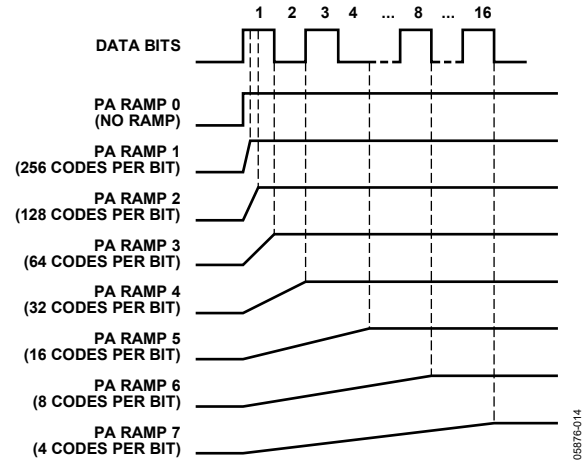 1 2 3 4 ... 8 ... 16
DATA BITS
PA RAMP 0
(NO RAMP)
PA RAMP 1
(256 CODES PER BIT)
PA RAMP 2
(128 CODES PER BIT)
PA RAMP 3
(64 CODES PER BIT)
PA RAMP 4
(32 CODES PER BIT)
PA RAMP 5
(16 CODES PER BIT)
PA RAMP 6
(8 CODES PER BIT)
PA RAMP 7
(4 CODES PER BIT)
05876-014